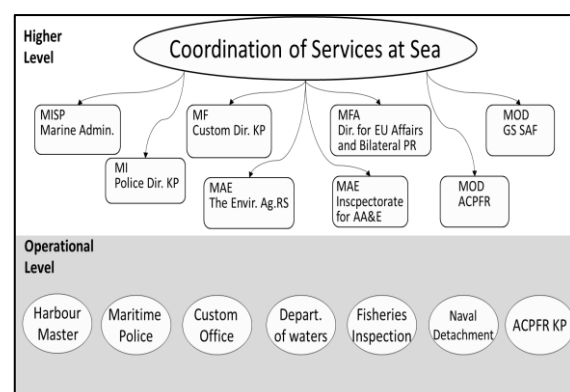 Higher
Level
Coordination of Services at Sea
MISP
Marine Admin.
MF
Custom Dir. KP
MFA
Dir. for EU Affairs
and Bilateral PR
MOD
GS SAF
MI
Police Dir. KP
MAE
The Envir. Ag.RS
MAE
Inscpectorate
for AA&E
MOD
ACPFR
Operational
Level
Harbour
Master
Maritime
Police
Custom
Office
Depart.
of waters
Fisheries
Inspection
Naval
Detachment
ACPFR KP